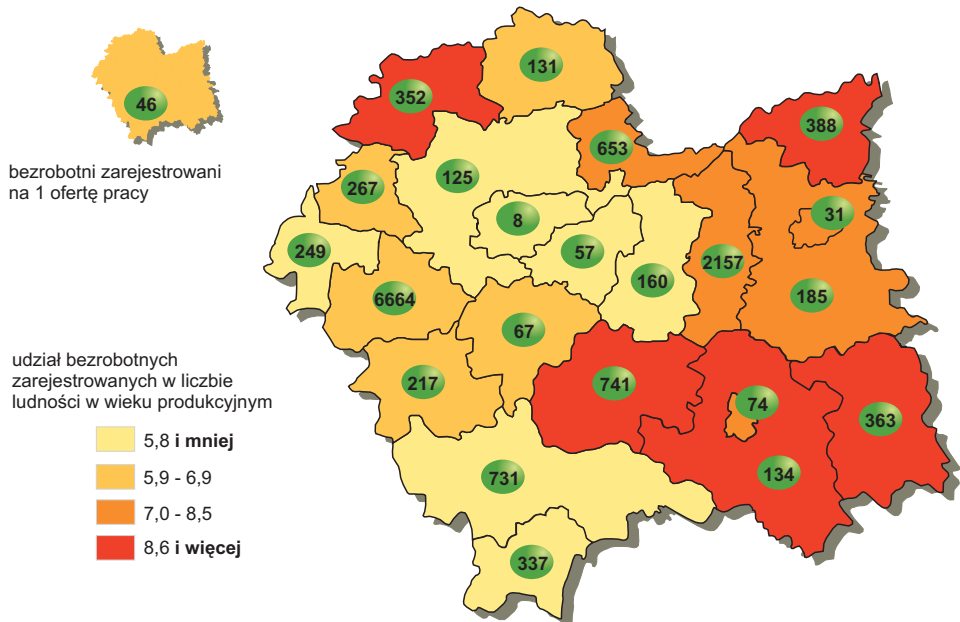 46
bezrobotni zarejestrowani
na 1 ofertę pracy
131
352
388
653
125
267
8
31
249
57
2157
160
185
6664
67
217
741
74
363
134
731
337
udział bezrobotnych
zarejestrowanych w liczbie
ludności w wieku produkcyjnym
5,8 i mniej
5,9 - 6,9
7,0 - 8,5
8,6 i więcej